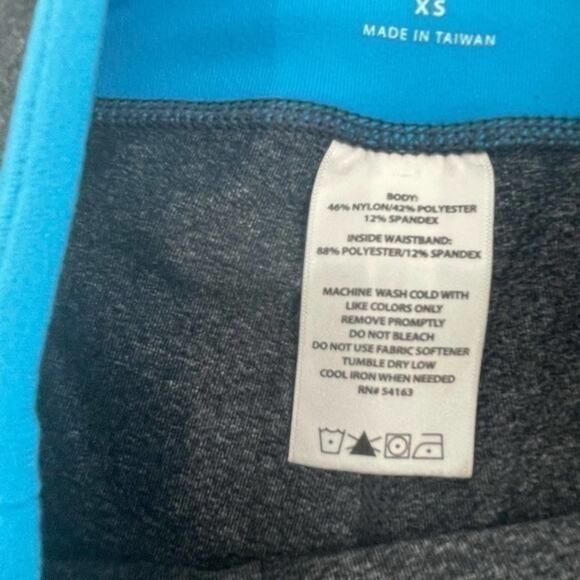 XS
MADE IN TAIWAN
BODY:
46% NYLON/42% POLYESTER
12% SPANDEX
INSIDE WAISTBAND:
88% POLYESTER/12% SPANDEX
MACHINE WASH COLD WITH
LIKE COLORS ONLY
REMOVE PROMPTLY
DO NOT BLEACH
DO NOT USE FABRIC SOFTENER
TUMBLE DRY LOW
COOL IRON WHEN NEEDED
RN# 54163